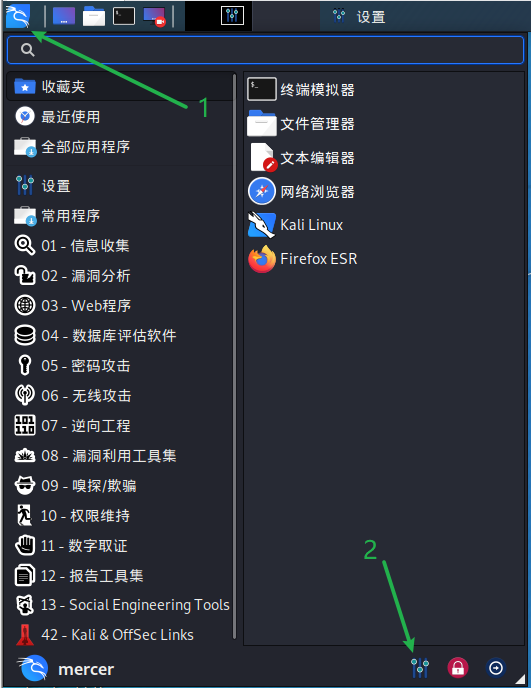 设置
1
收藏夹
最近使用
全部应用程序
设置
常用程序
01 - 信息收集
02 - 漏洞分析
03 - Web程序
04 - 数据库评估软件
05 - 密码攻击
06 - 无线攻击
07 - 逆向工程
08 - 漏洞利用工具集
09 - 嗅探/欺骗
10 - 权限维持
11 - 数字取证
12 - 报告工具集
13 - Social Engineering Tools
42 - Kali & OffSec Links
终端模拟器
文件管理器
文本编辑器
网络浏览器
Kali Linux
Firefox ESR
2
mercer